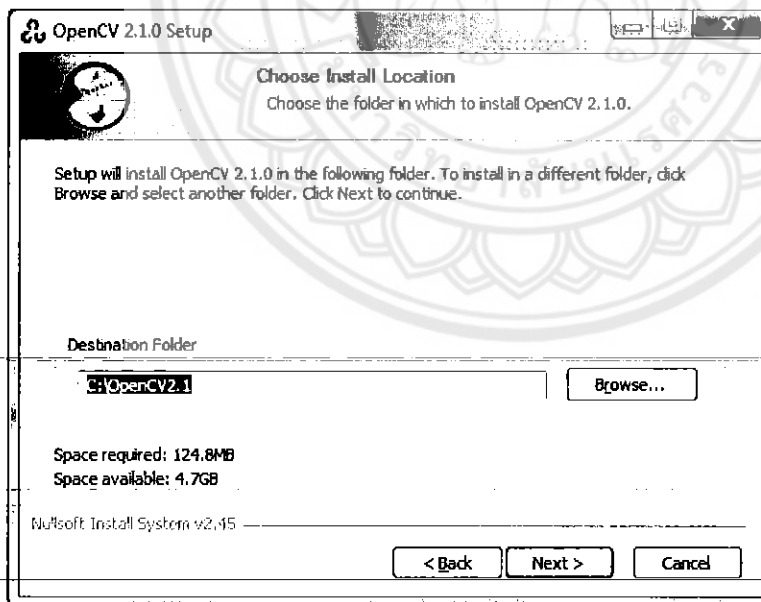 OpenCV 2.1.0 Setup
Choose Install Location
Choose the folder in which to install OpenCV 2.1.0.
Setup will install OpenCV 2.1.0 in the following folder. To install in a different folder, click
Browse and select another folder. Click Next to continue.
Destination Folder
C:\OpenCV2.1
Browse...
Space required: 124.8MB
Space available: 4.7GB
Nullsoft Install System v2.45
< Back
Next >
Cancel